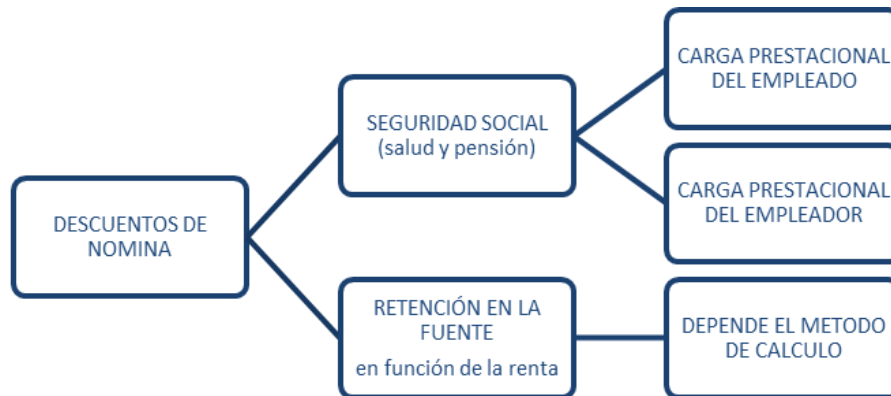 DESCUENTOS DE
NOMINA
SEGURIDAD SOCIAL
(salud y pensión)
RETENCIÓN EN LA
FUENTE
en función de la renta
CARGA PRESTACIONAL
DEL EMPLEADO
CARGA PRESTACIONAL
DEL EMPLEADOR
DEPENDE EL METODO
DE CALCULO